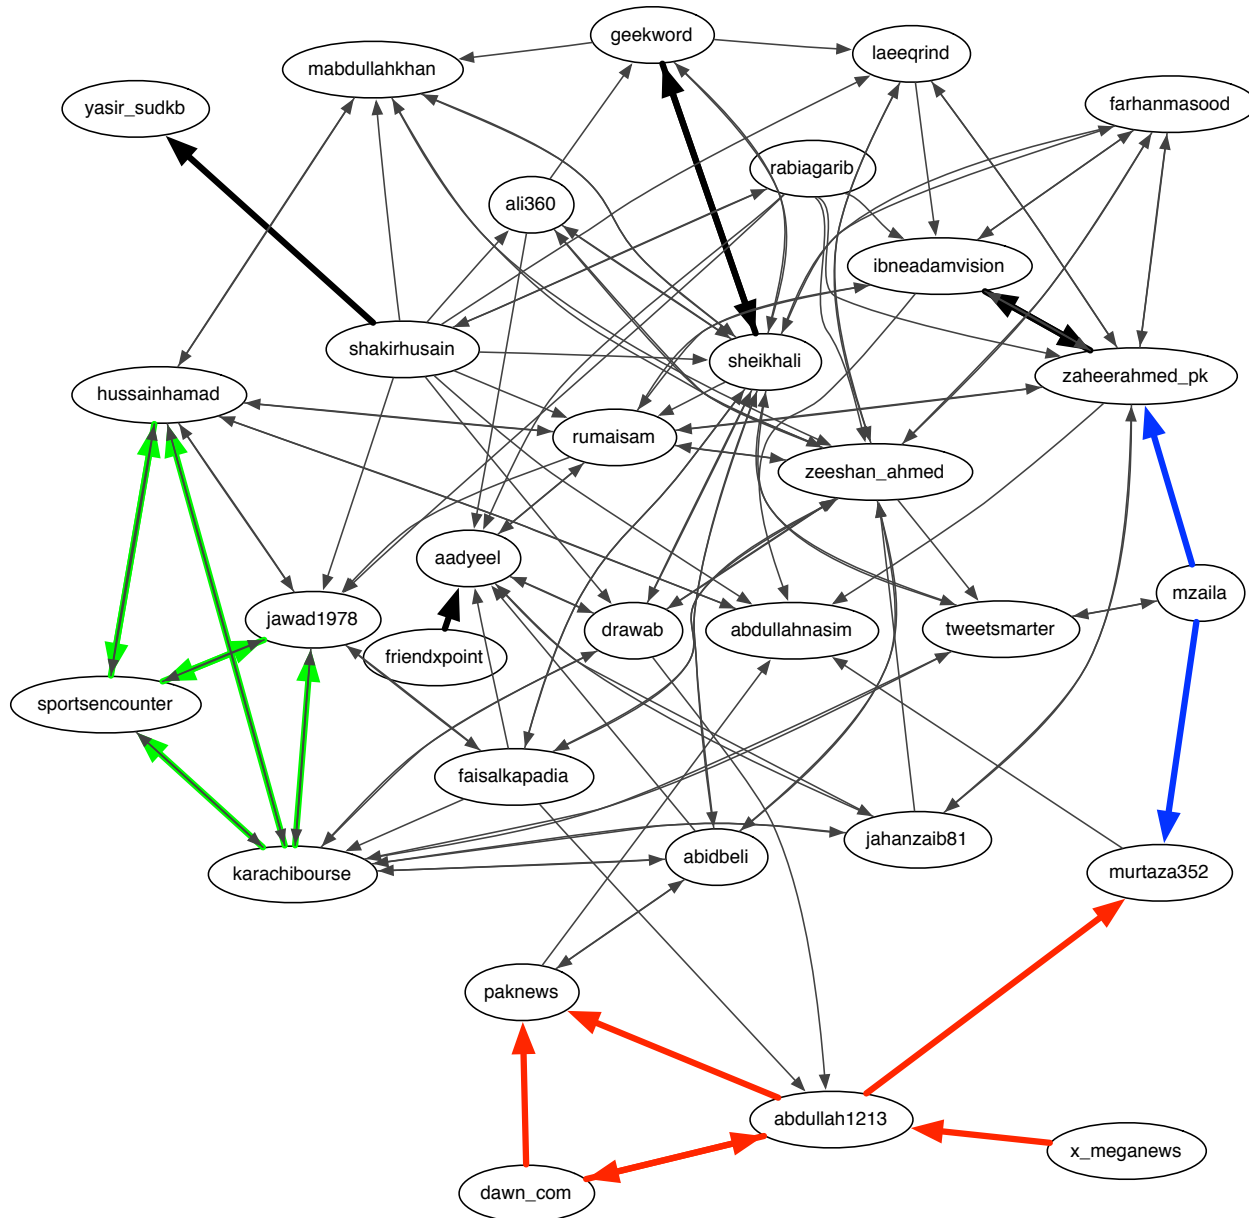 geekword
laeeqrind
mabdullahkhan
farhanmasood
yasir_sudkb
rabiagarib
ali360
ibneadamvision
shakirhusain
sheikhali
zaheerahmed_pk
hussainhamad
rumaisam
zeeshan_ahmed
aadyeel
mzaila
jawad1978
drawab
abdullahnasim
tweetsmarter
friendxpoint
sportsencounter
faisalkapadia
jahanzaib81
abidbeli
karachibourse
murtaza352
paknews
abdullah1213
x_meganews
dawn_com